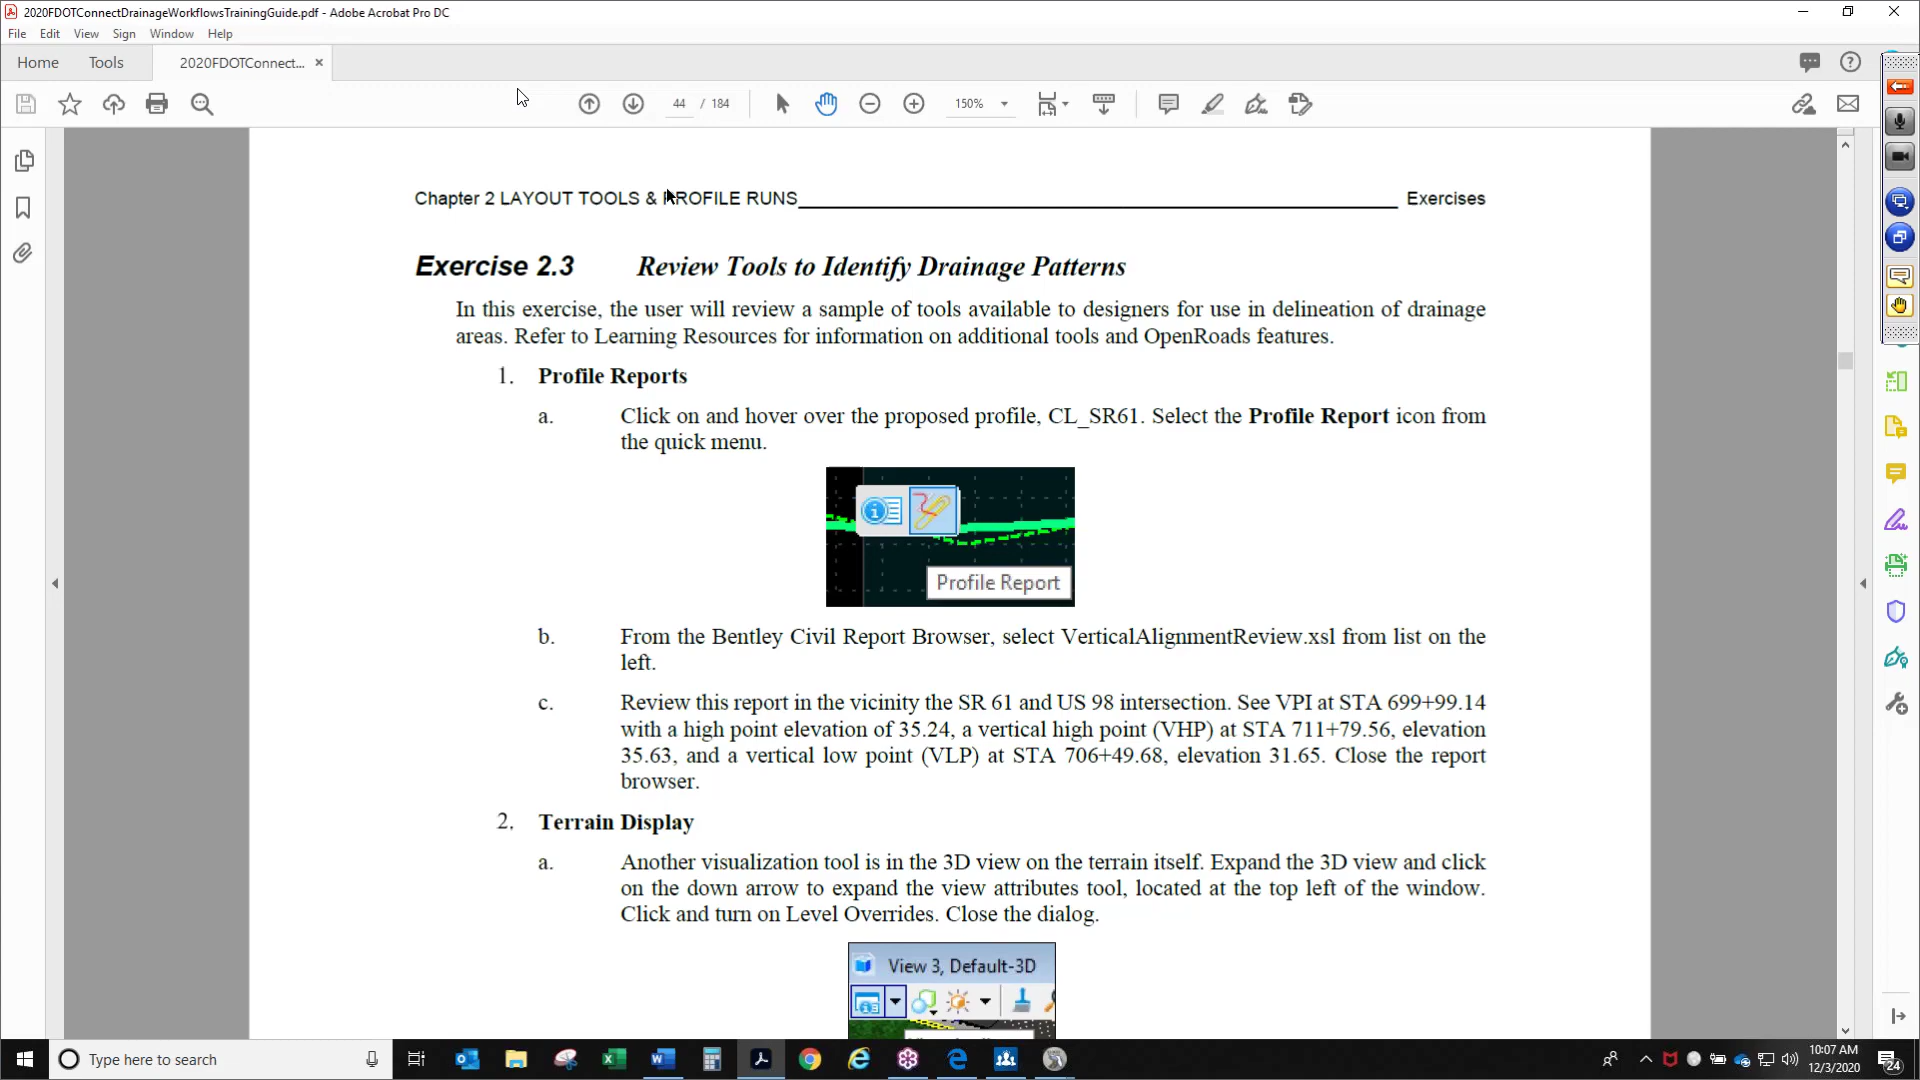 2020FDOTConnectDrainageWorkflowsTrainingGuide.pdf - Adobe Acrobat Pro DC
File Edit View Sign Window Help
Home Tools 2020FDOTConnect... ×
44 / 184 150%
Chapter 2 LAYOUT TOOLS & PROFILE RUNS Exercises
Exercise 2.3 Review Tools to Identify Drainage Patterns
In this exercise, the user will review a sample of tools available to designers for use in delineation of drainage
areas. Refer to Learning Resources for information on additional tools and OpenRoads features.
1. Profile Reports
a. Click on and hover over the proposed profile, CL_SR61. Select the Profile Report icon from
the quick menu.
Profile Report
b. From the Bentley Civil Report Browser, select VerticalAlignmentReview.xsl from list on the
left.
c. Review this report in the vicinity the SR 61 and US 98 intersection. See VPI at STA 699+99.14
with a high point elevation of 35.24, a vertical high point (VHP) at STA 711+79.56, elevation
35.63, and a vertical low point (VLP) at STA 706+49.68, elevation 31.65. Close the report
browser.
2. Terrain Display
a. Another visualization tool is in the 3D view on the terrain itself. Expand the 3D view and click
on the down arrow to expand the view attributes tool, located at the top left of the window.
Click and turn on Level Overrides. Close the dialog.
View 3, Default-3D
Type here to search
10:07 AM
12/3/2020
24